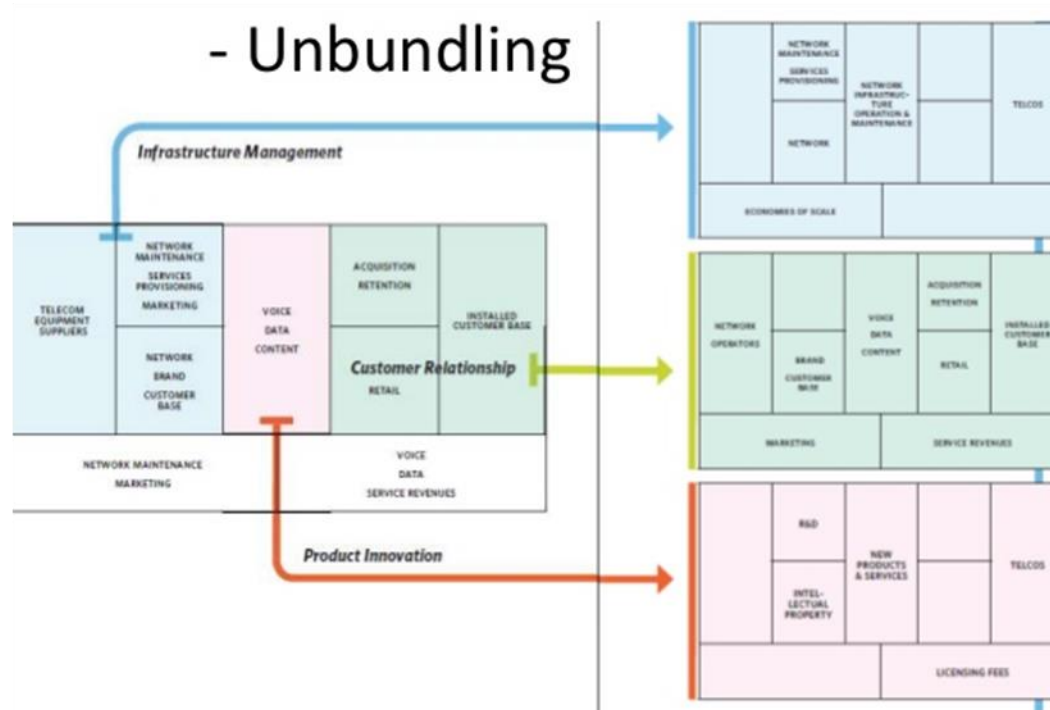 - Unbundling
Infrastructure Management
TELECOM
EQUIPMENT
SUPPLIERS
NETWORK
MAINTENANCE
SERVICES
PROVISIONING
MARKETING
NETWORK
BRAND
CUSTOMER
BASE
VOICE
DATA
CONTENT
ACQUISITION
RETENTION
Customer Relationship
RETAIL
INSTALLED
CUSTOMER BASE
NETWORK MAINTENANCE
MARKETING
VOICE
DATA
SERVICE REVENUES
Product Innovation
NETWORK
MAINTENANCE
SERVICES
PROVISIONING
NETWORK
NETWORK
INFRASTRUC-
TURE
OPERATION &
MAINTENANCE
TELCOS
ECONOMIES OF SCALE
NETWORK
OPERATORS
BRAND
CUSTOMER
BASE
VOICE
DATA
CONTENT
ACQUISITION
RETENTION
RETAIL
INSTALLED
CUSTOMER
BASE
MARKETING
SERVICE REVENUES
R&D
INTEL-
LECTUAL
PROPERTY
NEW
PRODUCTS
& SERVICES
TELCOS
LICENSING FEES